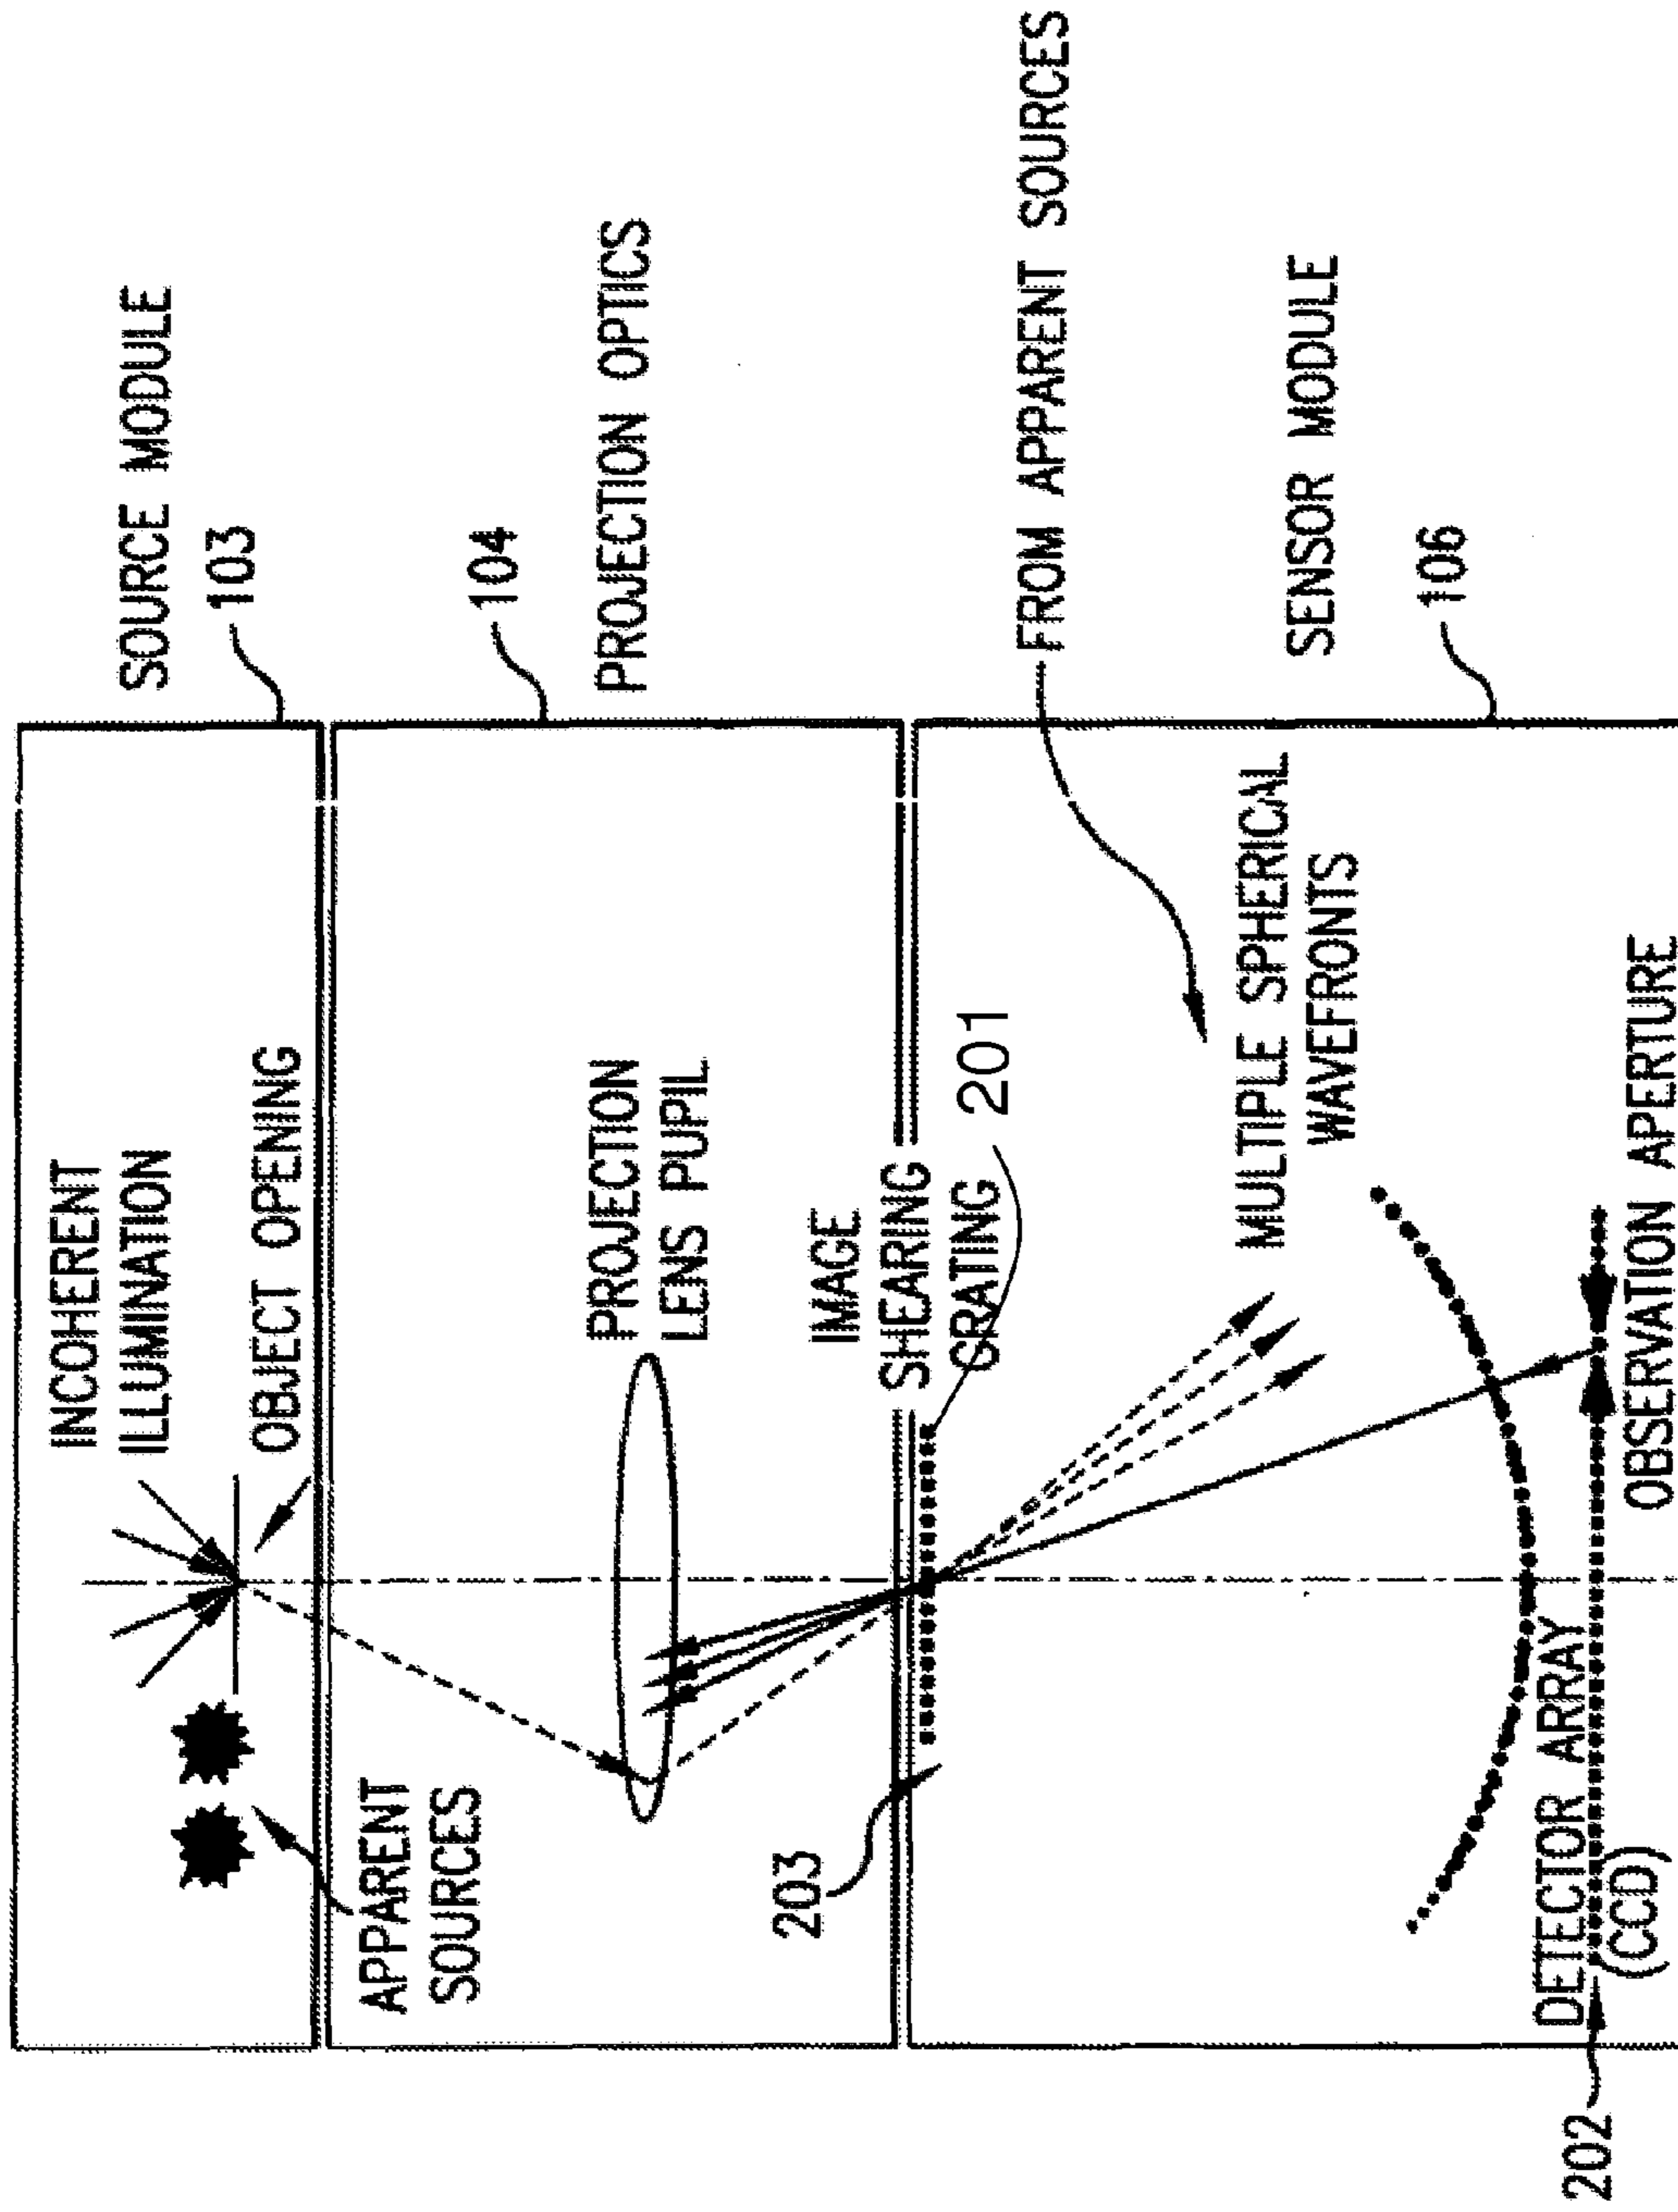 INCOHERENT
ILLUMINATION
OBJECT OPENING
SOURCE MODULE
103
APPARENT
SOURCES
PROJECTION
LENS PUPIL
104
PROJECTION OPTICS
203
IMAGE
SHEARING
GRATING
201
MULTIPLE SPHERICAL
WAVEFRONTS
FROM APPARENT SOURCES
SENSOR MODULE
106
DETECTOR ARRAY
(CCD)
202
OBSERVATION APERTURE